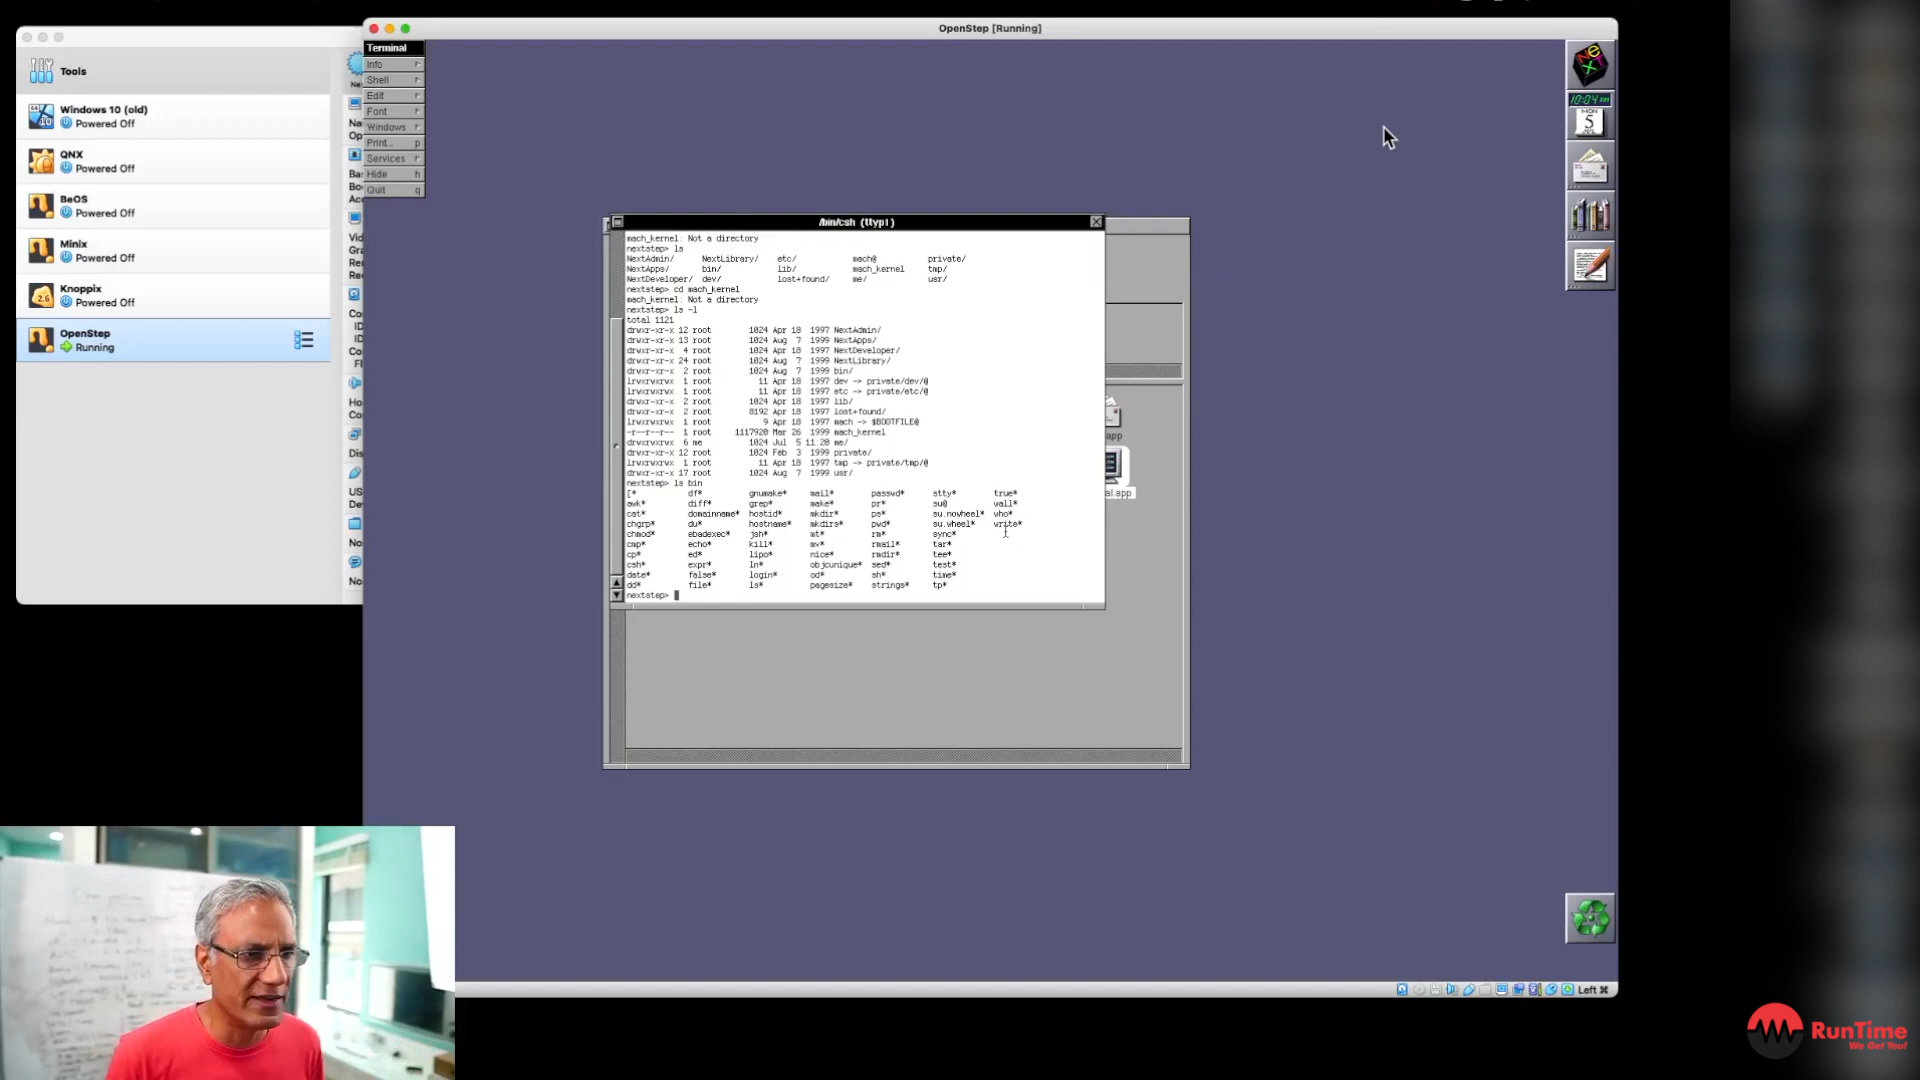 OpenStep [Running]
Tools
Windows 10 (old)
Powered Off
QNX
Powered Off
BeOS
Powered Off
Minix
Powered Off
Knoppix
Powered Off
OpenStep
Running
Terminal
Info
Shell
Edit
Font
Windows
Print... p
Services
Hide h
Quit q
10:04
MON
5
/bin/csh (ttyp1)
mach_kernel: Not a directory
nextstep> ls
NextAdmin/ NextLibrary/ etc/ mach@ private/
NextApps/ bin/ lib/ mach_kernel tmp/
NextDeveloper/ dev/ lost+found/ me/ usr/
nextstep> cd mach_kernel
mach_kernel: Not a directory
nextstep> ls -l
total 1121
drwxr-xr-x 12 root 1024 Apr 18 1997 NextAdmin/
drwxr-xr-x 13 root 1024 Aug 7 1999 NextApps/
drwxr-xr-x 4 root 1024 Apr 18 1997 NextDeveloper/
drwxr-xr-x 24 root 1024 Aug 7 1999 NextLibrary/
drwxr-xr-x 2 root 1024 Aug 7 1999 bin/
lrwxrwxrwx 1 root 11 Apr 18 1997 dev -> private/dev/@
lrwxrwxrwx 1 root 11 Apr 18 1997 etc -> private/etc/@
drwxr-xr-x 2 root 1024 Apr 18 1997 lib/
drwxr-xr-x 2 root 8192 Apr 18 1997 lost+found/
lrwxrwxrwx 1 root 9 Apr 18 1997 mach -> $BOOTFILE@
-r--r--r-- 1 root 1117920 Mar 26 1999 mach_kernel
drwxrwxrwx 6 me 1024 Jul 5 11:20 me/
drwxr-xr-x 12 root 1024 Feb 3 1999 private/
lrwxrwxrwx 1 root 11 Apr 18 1997 tmp -> private/tmp/@
drwxr-xr-x 17 root 1024 Aug 7 1999 usr/
nextstep> ls bin
[* df* gnumake* mail* passwd* stty* true*
awk* diff* grep* make* pr* su@ wall*
cat* domainname* hostid* mkdir* ps* su.nowheel* who*
chgrp* du* hostname* mkdirs* pwd* su.wheel* write*
chmod* ebadexec* jsh* mt* rm* sync*
cmp* echo* kill* mv* rmail* tar*
cp* ed* lipo* nice* rmdir* tee*
csh* expr* ln* objcunique* sed* test*
date* false* login* od* sh* time*
dd* file* ls* pagesize* strings* tp*
nextstep>
app
al.app
Left ⌘
RunTime
We Got You!